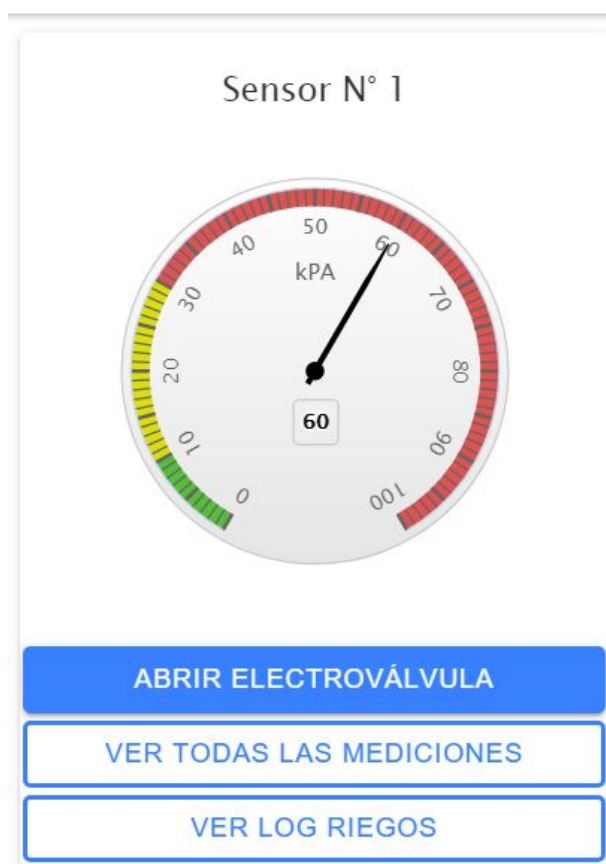 Sensor N° 1
0
10
20
30
40
50
60
70
80
90
100
kPA
60
ABRIR ELECTROVÁLVULA
VER TODAS LAS MEDICIONES
VER LOG RIEGOS